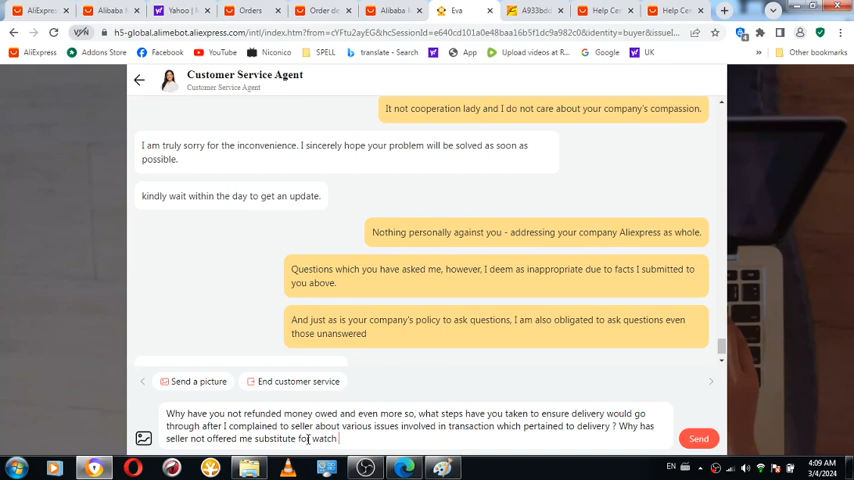 AliExpres
Alibaba
Yahoo |
Orders
Order de
Alibaba
Eva
A933bdd
Help Cen
Help Cen
h5-global.alimebot.aliexpress.com/intl/index.htm?from=cYFtu2ayEG&hcSessionId=e640cd101a0e48baa16b5f1dc9a982c0&identity=buyer&issueI...
AliExpress
Addons Store
Facebook
YouTube
Niconico
SPELL
translate - Search
App
Upload videos at R...
Google
UK
Other bookmarks
Customer Service Agent
Customer Service Agent
It not cooperation lady and I do not care about your company's compassion.
I am truly sorry for the inconvenience. I sincerely hope your problem will be solved as soon as
possible.
kindly wait within the day to get an update.
Nothing personally against you - addressing your company Aliexpress as whole.
Questions which you have asked me, however, I deem as inappropriate due to facts I submitted to
you above.
And just as is your company's policy to ask questions, I am also obligated to ask questions even
those unanswered
Send a picture
End customer service
Why have you not refunded money owed and even more so, what steps have you taken to ensure delivery would go
through after I complained to seller about various issues involved in transaction which pertained to delivery ? Why has
seller not offered me substitute for watch
Send
EN
4:09 AM
3/4/2024